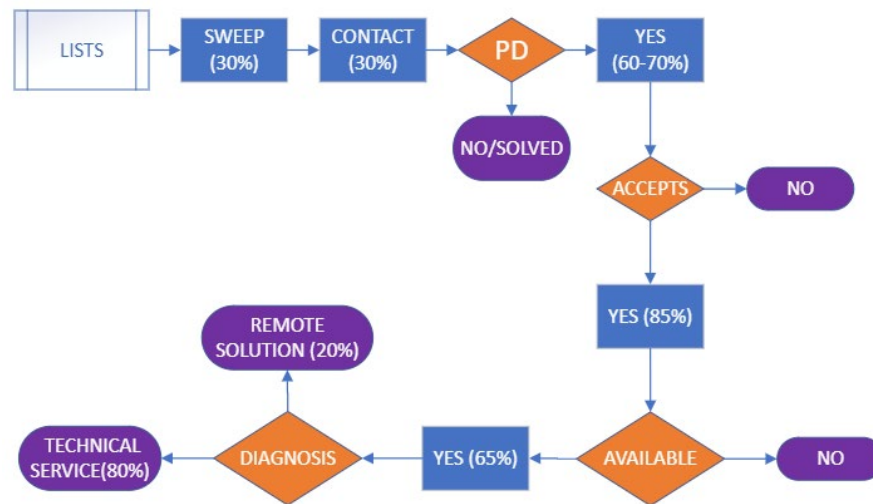 LISTS
SWEEP
(30%)
CONTACT
(30%)
PD
YES
(60-70%)
NO/SOLVED
ACCEPTS
NO
YES (85%)
REMOTE
SOLUTION (20%)
TECHNICAL
SERVICE(80%)
DIAGNOSIS
YES (65%)
AVAILABLE
NO